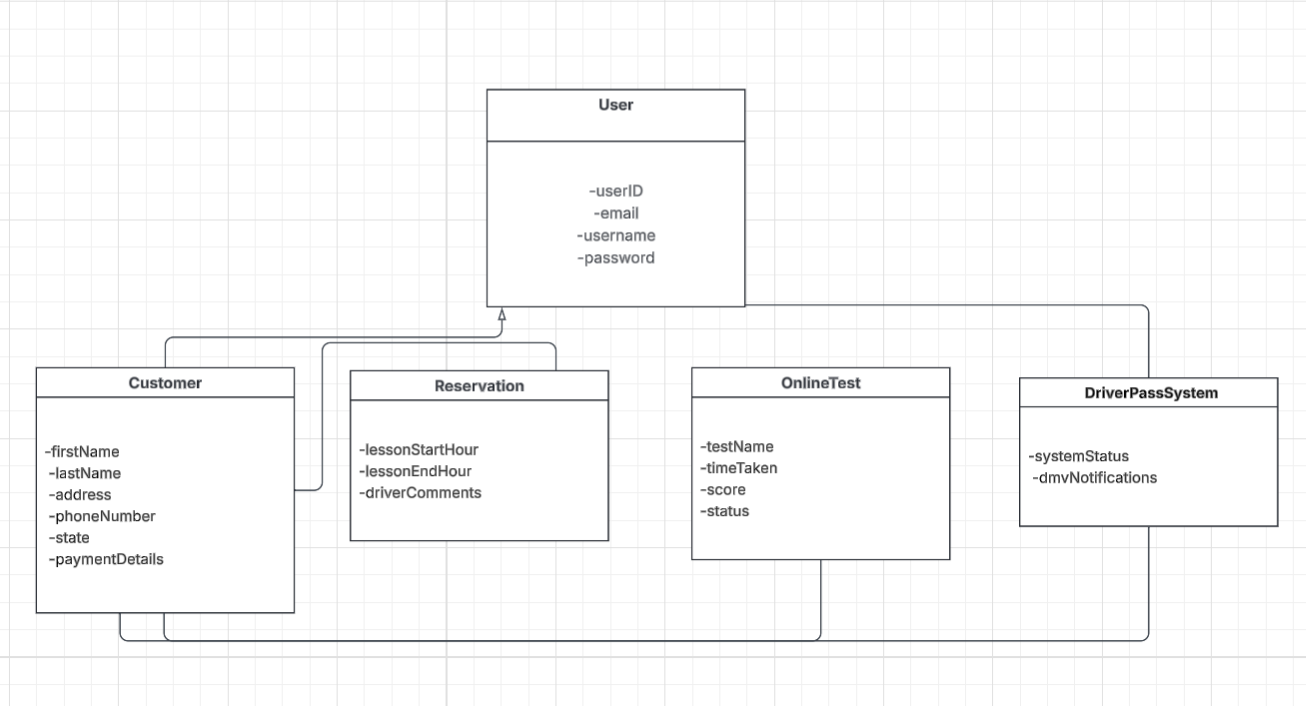 User
-userID
-email
-username
-password
Customer
-firstName
-lastName
-address
-phoneNumber
-state
-paymentDetails
Reservation
-lessonStartHour
-lessonEndHour
-driverComments
OnlineTest
-testName
-timeTaken
-score
-status
DriverPassSystem
-systemStatus
-dmvNotifications